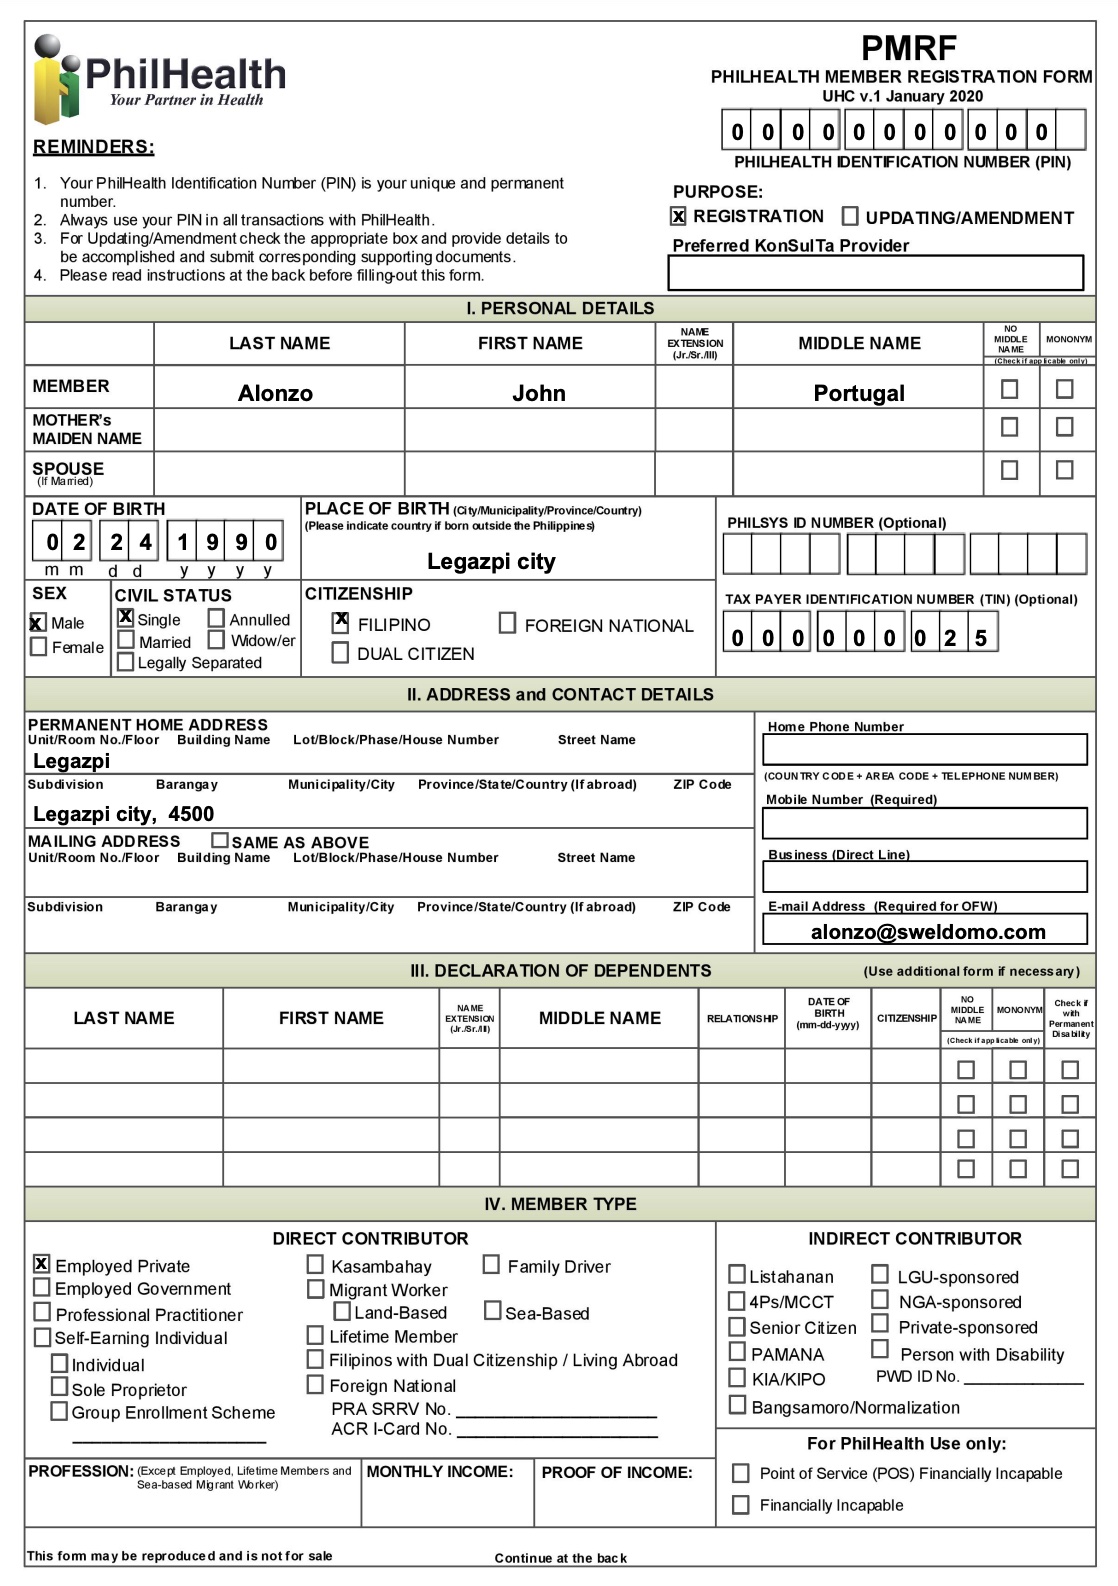 PhilHealth
Your Partner in Health
PMRF
PHILHEALTH MEMBER REGISTRATION FORM
UHC v.1 January 2020
0 0 0 0 0 0 0 0 0 0 0
PHILHEALTH IDENTIFICATION NUMBER (PIN)
REMINDERS:
1. Your PhilHealth Identification Number (PIN) is your unique and permanent
number.
2. Always use your PIN in all transactions with PhilHealth.
3. For Updating/Amendment check the appropriate box and provide details to
be accomplished and submit corresponding supporting documents.
4. Please read instructions at the back before filling-out this form.
PURPOSE:
x REGISTRATION UPDATING/AMENDMENT
Preferred KonSulTa Provider
I. PERSONAL DETAILS
LAST NAME FIRST NAME NAME EXTENSION (Jr./Sr./III) MIDDLE NAME NO MIDDLE NAME MONONYM
(Check if applicable only)
MEMBER Alonzo John Portugal
MOTHER's
MAIDEN NAME
SPOUSE
(If Married)
DATE OF BIRTH
0 2 2 4 1 9 9 0
m m d d y y y y
PLACE OF BIRTH (City/Municipality/Province/Country)
(Please indicate country if born outside the Philippines)
Legazpi city
PHILSYS ID NUMBER (Optional)
SEX
x Male
Female
CIVIL STATUS
x Single Annulled
Married Widow/er
Legally Separated
CITIZENSHIP
x FILIPINO FOREIGN NATIONAL
DUAL CITIZEN
TAX PAYER IDENTIFICATION NUMBER (TIN) (Optional)
0 0 0 0 0 0 0 2 5
II. ADDRESS and CONTACT DETAILS
PERMANENT HOME ADDRESS
Unit/Room No./Floor Building Name Lot/Block/Phase/House Number Street Name
Legazpi
Subdivision Barangay Municipality/City Province/State/Country (If abroad) ZIP Code
Legazpi city, 4500
MAILING ADDRESS SAME AS ABOVE
Unit/Room No./Floor Building Name Lot/Block/Phase/House Number Street Name
Subdivision Barangay Municipality/City Province/State/Country (If abroad) ZIP Code
Home Phone Number
(COUNTRY CODE + AREA CODE + TELEPHONE NUMBER)
Mobile Number (Required)
Business (Direct Line)
E-mail Address (Required for OFW)
alonzo@sweldomo.com
III. DECLARATION OF DEPENDENTS (Use additional form if necessary)
LAST NAME FIRST NAME NAME EXTENSION (Jr./Sr./III) MIDDLE NAME RELATIONSHIP DATE OF BIRTH (mm-dd-yyyy) CITIZENSHIP NO MIDDLE NAME MONONYM Check if with Permanent Disability
(Check if applicable only)
IV. MEMBER TYPE
DIRECT CONTRIBUTOR
x Employed Private Kasambahay Family Driver
Employed Government Migrant Worker
Professional Practitioner Land-Based Sea-Based
Self-Earning Individual Lifetime Member
Individual Filipinos with Dual Citizenship / Living Abroad
Sole Proprietor Foreign National
Group Enrollment Scheme PRA SRRV No.
ACR I-Card No.
INDIRECT CONTRIBUTOR
Listahanan LGU-sponsored
4Ps/MCCT NGA-sponsored
Senior Citizen Private-sponsored
PAMANA Person with Disability
KIA/KIPO PWD ID No.
Bangsamoro/Normalization
PROFESSION: (Except Employed, Lifetime Members and
Sea-based Migrant Worker)
MONTHLY INCOME: PROOF OF INCOME:
For PhilHealth Use only:
Point of Service (POS) Financially Incapable
Financially Incapable
This form may be reproduced and is not for sale Continue at the back